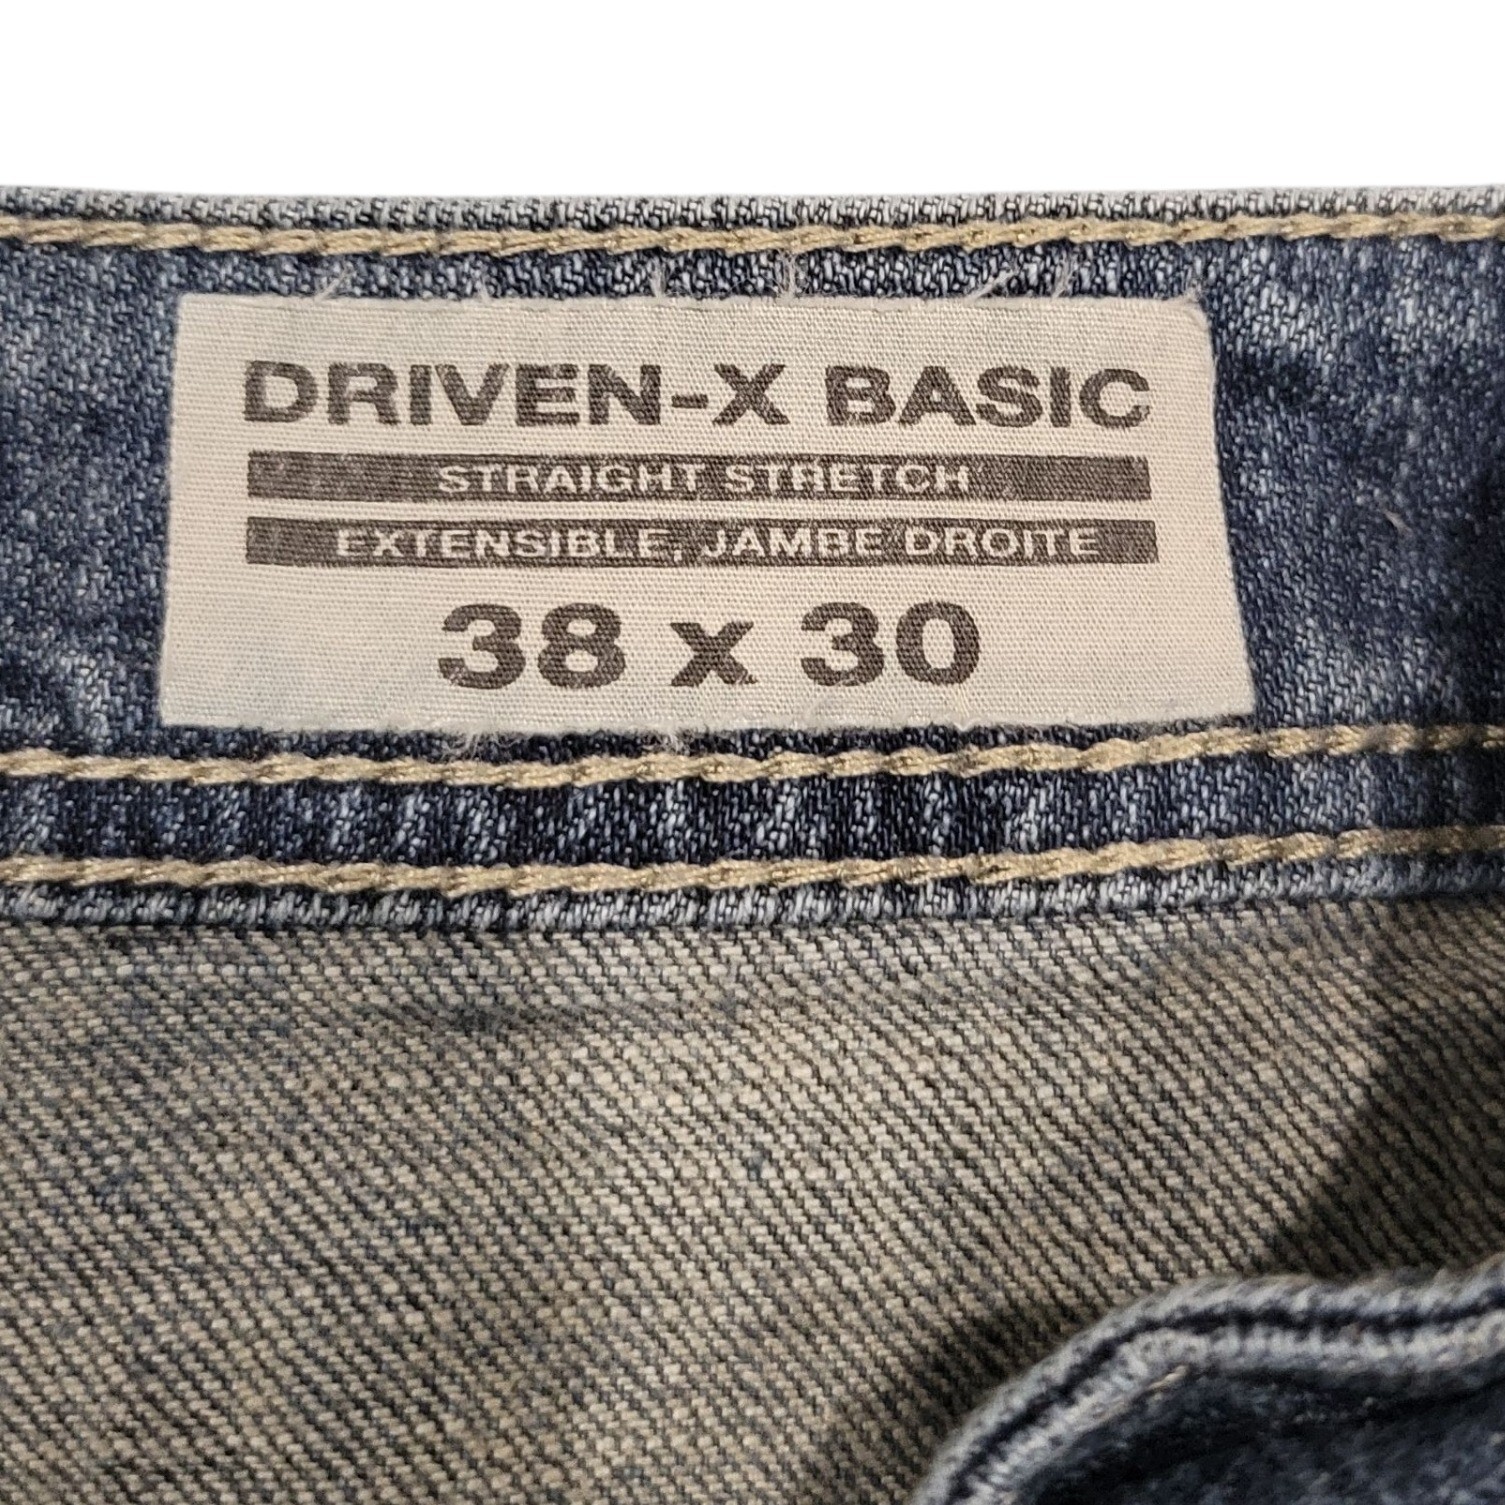 DRIVEN-X BASIC
STRAIGHT STRETCH
EXTENSIBLE, JAMBE DROITE
38 x 30